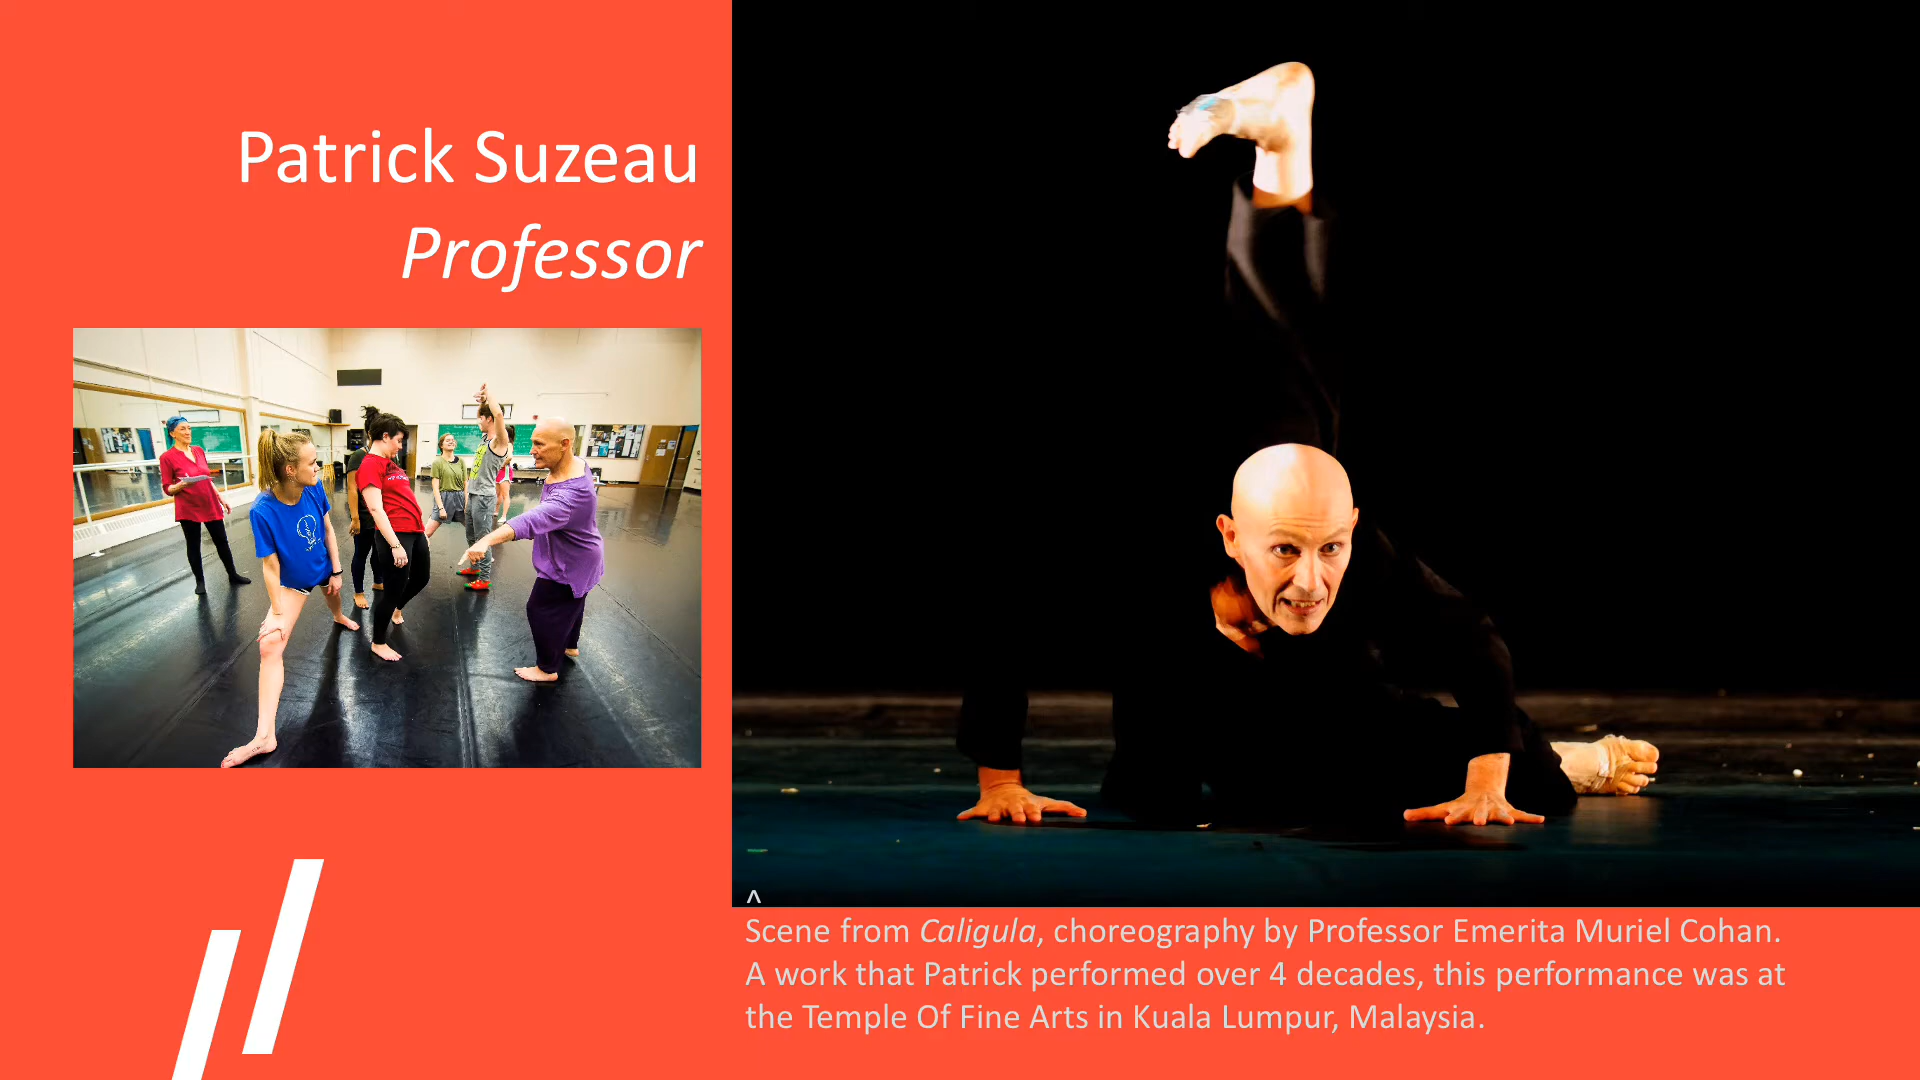 Patrick Suzeau
Professor
^
Scene from Caligula, choreography by Professor Emerita Muriel Cohan.
A work that Patrick performed over 4 decades, this performance was at
the Temple Of Fine Arts in Kuala Lumpur, Malaysia.